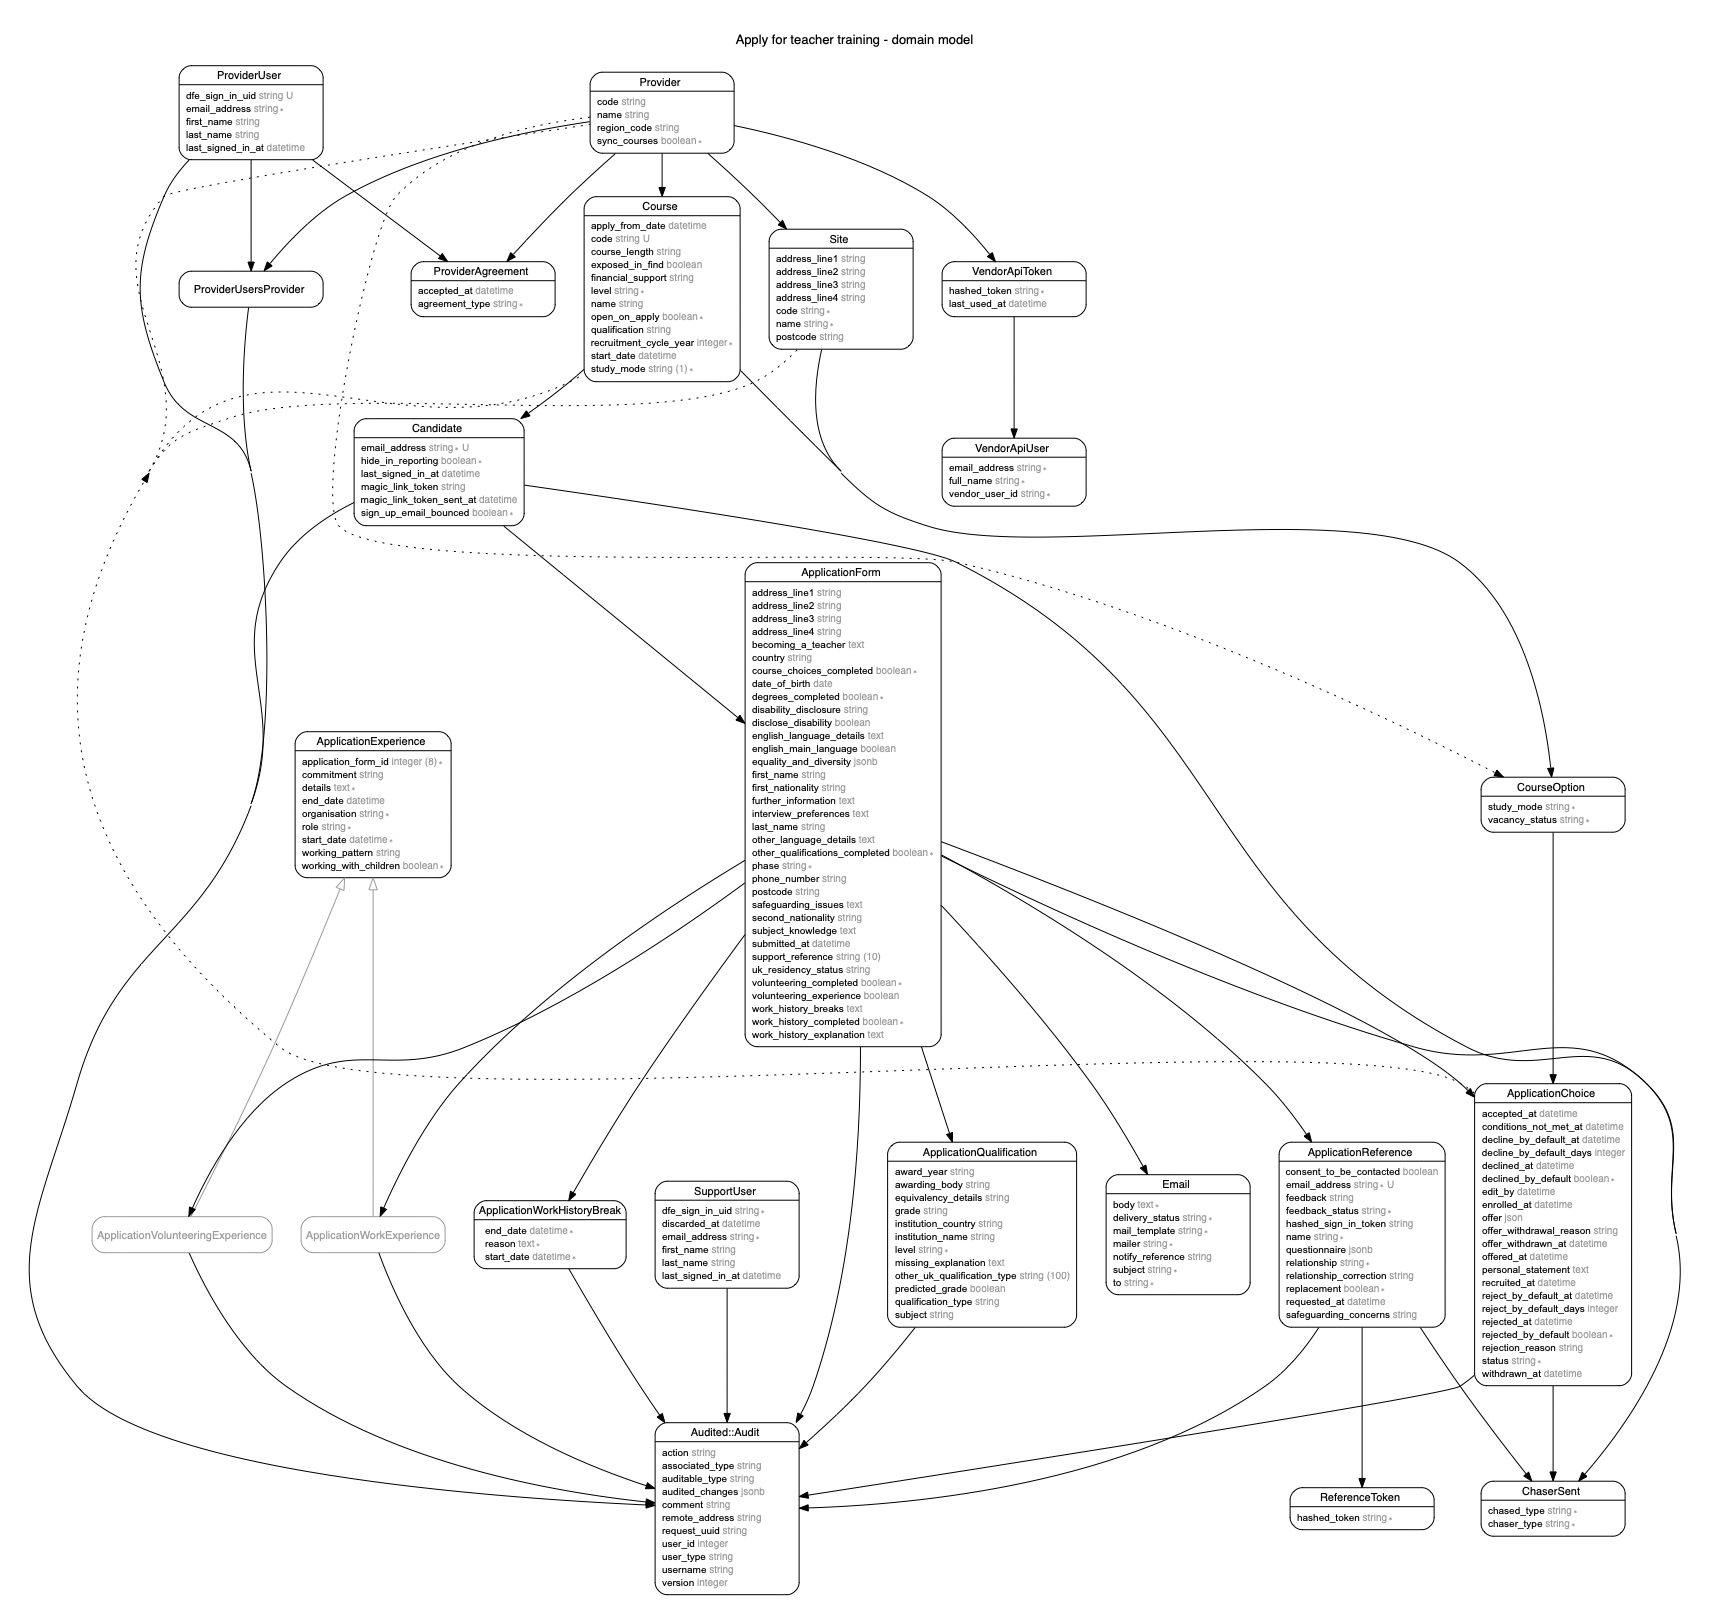 Apply for teacher training - domain model
ProviderUser
dfe_sign_in_uid string U
email_address string ∗
first_name string
last_name string
last_signed_in_at datetime
Provider
code string
name string
region_code string
sync_courses boolean ∗
Course
apply_from_date datetime
code string U
course_length string
exposed_in_find boolean
financial_support string
level string ∗
name string
open_on_apply boolean ∗
qualification string
recruitment_cycle_year integer ∗
start_date datetime
study_mode string (1) ∗
Site
address_line1 string
address_line2 string
address_line3 string
address_line4 string
code string ∗
name string ∗
postcode string
ProviderUsersProvider
ProviderAgreement
accepted_at datetime
agreement_type string ∗
VendorApiToken
hashed_token string ∗
last_used_at datetime
Candidate
email_address string ∗ U
hide_in_reporting boolean ∗
last_signed_in_at datetime
magic_link_token string
magic_link_token_sent_at datetime
sign_up_email_bounced boolean ∗
VendorApiUser
email_address string ∗
full_name string ∗
vendor_user_id string ∗
ApplicationForm
address_line1 string
address_line2 string
address_line3 string
address_line4 string
becoming_a_teacher text
country string
course_choices_completed boolean ∗
date_of_birth date
degrees_completed boolean ∗
disability_disclosure string
disclose_disability boolean
english_language_details text
english_main_language boolean
equality_and_diversity jsonb
first_name string
first_nationality string
further_information text
interview_preferences text
last_name string
other_language_details text
other_qualifications_completed boolean ∗
phase string ∗
phone_number string
postcode string
safeguarding_issues text
second_nationality string
subject_knowledge text
submitted_at datetime
support_reference string (10)
uk_residency_status string
volunteering_completed boolean ∗
volunteering_experience boolean
work_history_breaks text
work_history_completed boolean ∗
work_history_explanation text
ApplicationExperience
application_form_id integer (8) ∗
commitment string
details text ∗
end_date datetime
organisation string ∗
role string ∗
start_date datetime ∗
working_pattern string
working_with_children boolean ∗
CourseOption
study_mode string ∗
vacancy_status string ∗
ApplicationChoice
accepted_at datetime
conditions_not_met_at datetime
decline_by_default_at datetime
decline_by_default_days integer
declined_at datetime
declined_by_default boolean ∗
edit_by datetime
enrolled_at datetime
offer json
offer_withdrawal_reason string
offer_withdrawn_at datetime
offered_at datetime
personal_statement text
recruited_at datetime
reject_by_default_at datetime
reject_by_default_days integer
rejected_at datetime
rejected_by_default boolean ∗
rejection_reason string
status string ∗
withdrawn_at datetime
ApplicationVolunteeringExperience
ApplicationWorkExperience
ApplicationWorkHistoryBreak
end_date datetime ∗
reason text ∗
start_date datetime ∗
SupportUser
dfe_sign_in_uid string ∗
discarded_at datetime
email_address string ∗
first_name string
last_name string
last_signed_in_at datetime
ApplicationQualification
award_year string
awarding_body string
equivalency_details string
grade string
institution_country string
institution_name string
level string ∗
missing_explanation text
other_uk_qualification_type string (100)
predicted_grade boolean
qualification_type string
subject string
Email
body text ∗
delivery_status string ∗
mail_template string ∗
mailer string ∗
notify_reference string
subject string ∗
to string ∗
ApplicationReference
consent_to_be_contacted boolean
email_address string ∗ U
feedback string
feedback_status string ∗
hashed_sign_in_token string
name string ∗
questionnaire jsonb
relationship string ∗
relationship_correction string
replacement boolean ∗
requested_at datetime
safeguarding_concerns string
Audited::Audit
action string
associated_type string
auditable_type string
audited_changes jsonb
comment string
remote_address string
request_uuid string
user_id integer
user_type string
username string
version integer
ReferenceToken
hashed_token string ∗
ChaserSent
chased_type string ∗
chaser_type string ∗